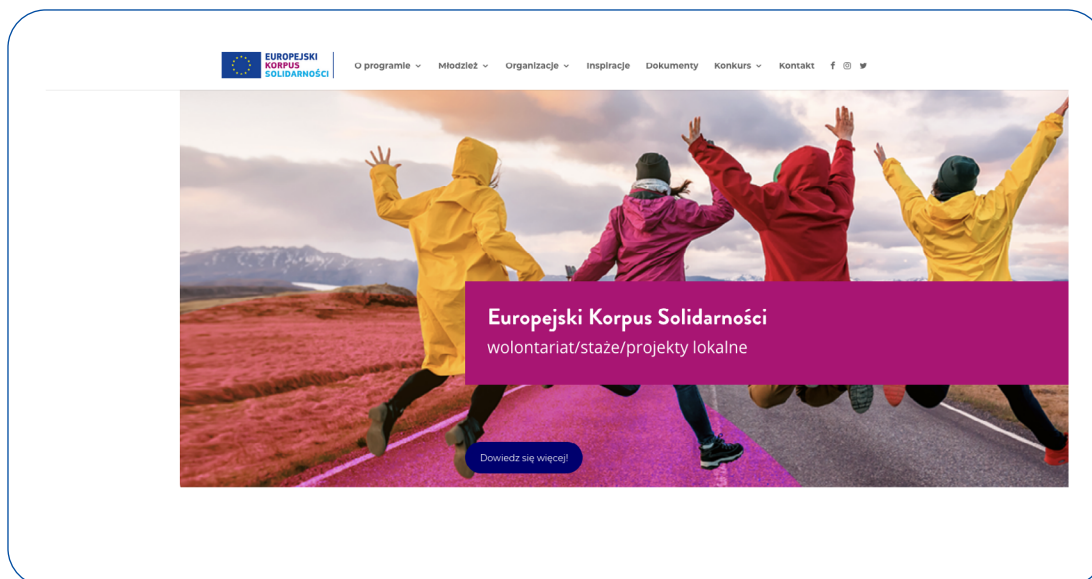 EUROPEJSKI
KORPUS
SOLIDARNOŚCI
O programie Młodzież Organizacje Inspiracje Dokumenty Konkurs Kontakt
Europejski Korpus Solidarności
wolontariat/staże/projekty lokalne
Dowiedz się więcej!